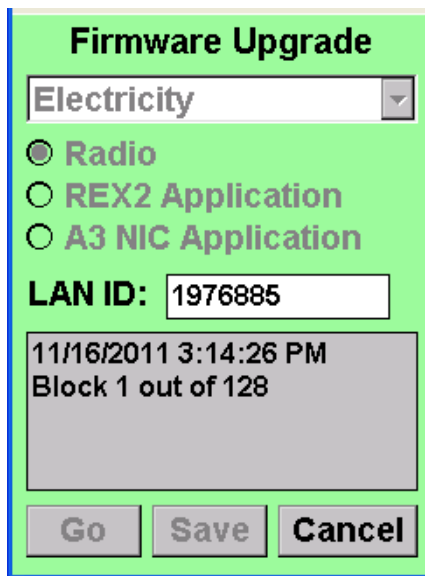 Firmware Upgrade
Electricity
Radio
REX2 Application
A3 NIC Application
LAN ID: 1976885
11/16/2011 3:14:26 PM
Block 1 out of 128
Go Save Cancel